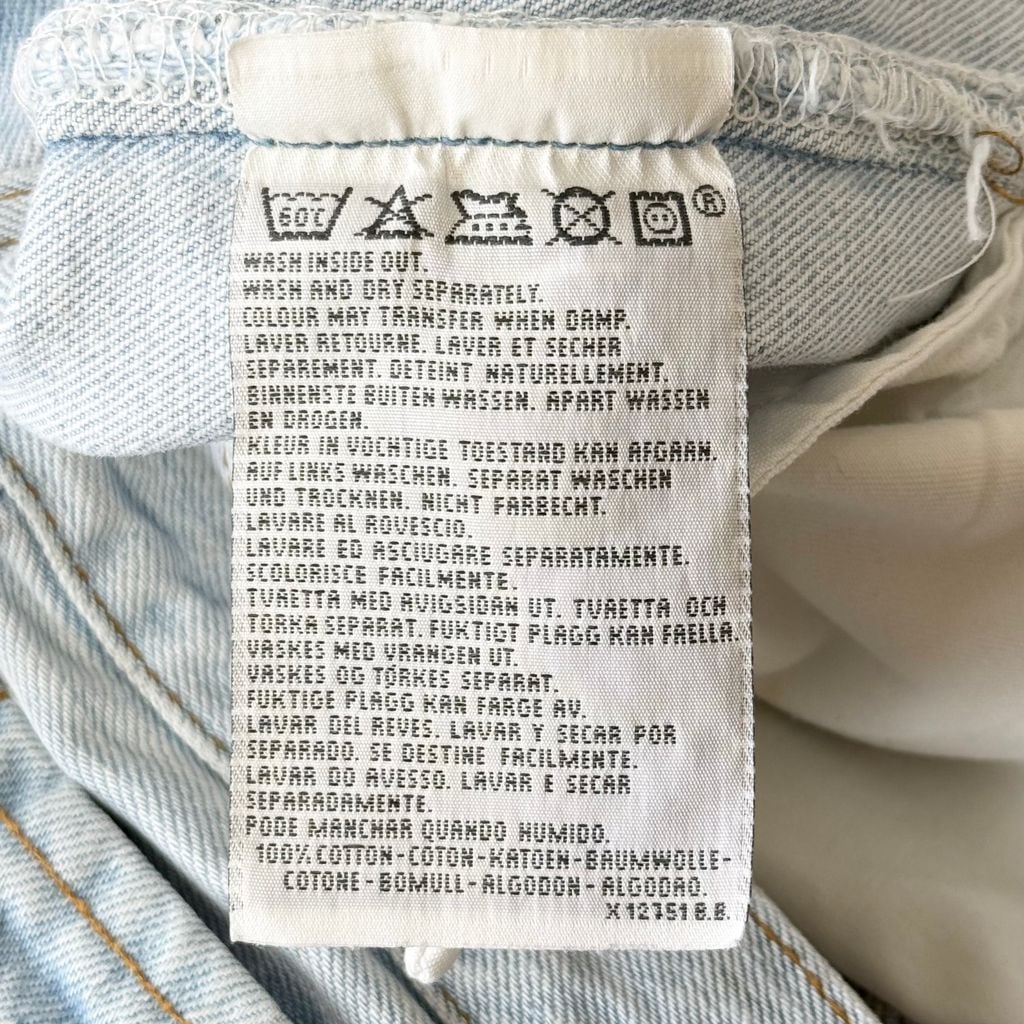 60C ®
WASH INSIDE OUT.
WASH AND DRY SEPARATELY.
COLOUR MAY TRANSFER WHEN DAMP.
LAVER RETOURNE. LAVER ET SECHER
SEPAREMENT. DETEINT NATURELLEMENT.
BINNENSTE BUITEN WASSEN. APART WASSEN
EN DROGEN.
KLEUR IN VOCHTIGE TOESTAND KAN AFGAAN.
AUF LINKS WASCHEN. SEPARAT WASCHEN
UND TROCKNEN. NICHT FARBECHT.
LAVARE AL ROVESCIO.
LAVARE ED ASCIUGARE SEPARATAMENTE.
SCOLORISCE FACILMENTE.
TVAETTA MED AVIGSIDAN UT. TVAETTA OCH
TORKA SEPARAT. FUKTIGT PLAGG KAN FAELLA.
VASKES MED VRANGEN UT.
VASKES OG TORKES SEPARAT.
FUKTIGE PLAGG KAN FARGE AV.
LAVAR DEL REVES. LAVAR Y SECAR POR
SEPARADO. SE DESTINE FACILMENTE.
LAVAR DO AVESSO. LAVAR E SECAR
SEPARADAMENTE.
PODE MANCHAR QUANDO HUMIDO.
100% COTTON-COTON-KATOEN-BAUMWOLLE-
COTONE-BOMULL-ALGODON-ALGODAO.
X 12751 B.B.